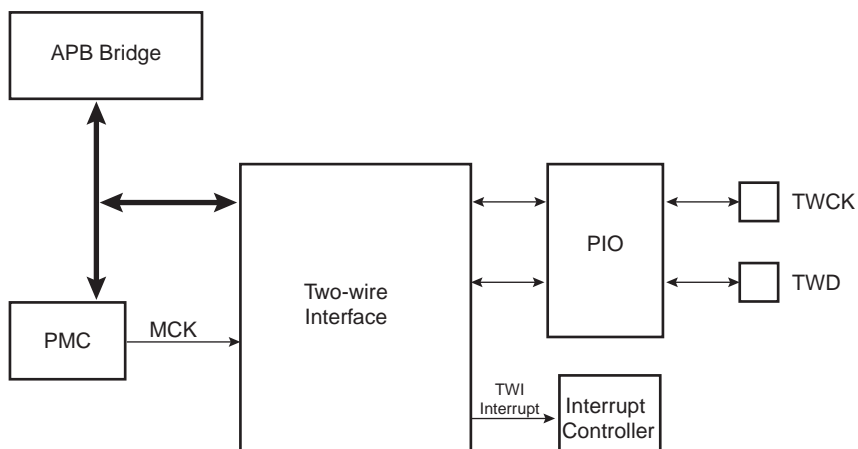 APB Bridge
TWCK
PIO
Two-wire
Interface
TWD
PMC
MCK
TWI
Interrupt
Interrupt
Controller